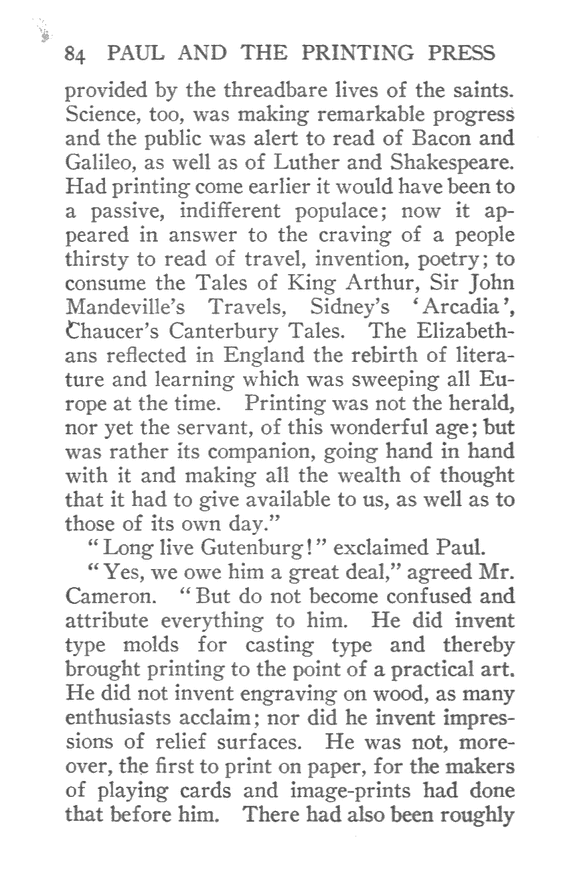 84 PAUL AND THE PRINTING PRESS
provided by the threadbare lives of the saints.
Science, too, was making remarkable progress
and the public was alert to read of Bacon and
Galileo, as well as of Luther and Shakespeare.
Had printing come earlier it would have been to
a passive, indifferent populace; now it ap-
peared in answer to the craving of a people
thirsty to read of travel, invention, poetry; to
consume the Tales of King Arthur, Sir John
Mandeville's Travels, Sidney's 'Arcadia',
Chaucer's Canterbury Tales. The Elizabeth-
ans reflected in England the rebirth of litera-
ture and learning which was sweeping all Eu-
rope at the time. Printing was not the herald,
nor yet the servant, of this wonderful age; but
was rather its companion, going hand in hand
with it and making all the wealth of thought
that it had to give available to us, as well as to
those of its own day."
"Long live Gutenburg!" exclaimed Paul.
"Yes, we owe him a great deal," agreed Mr.
Cameron. "But do not become confused and
attribute everything to him. He did invent
type molds for casting type and thereby
brought printing to the point of a practical art.
He did not invent engraving on wood, as many
enthusiasts acclaim; nor did he invent impres-
sions of relief surfaces. He was not, more-
over, the first to print on paper, for the makers
of playing cards and image-prints had done
that before him. There had also been roughly